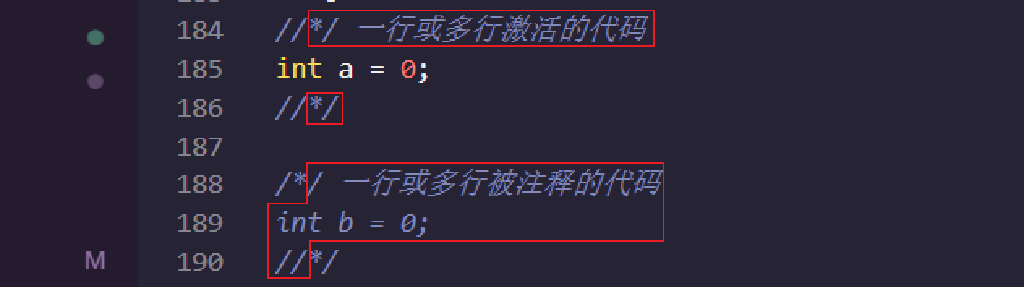 184 //*/ 一行或多行激活的代码
185 int a = 0;
186 //*/
187
188 /*/ 一行或多行被注释的代码
189 int b = 0;
M 190 //*/